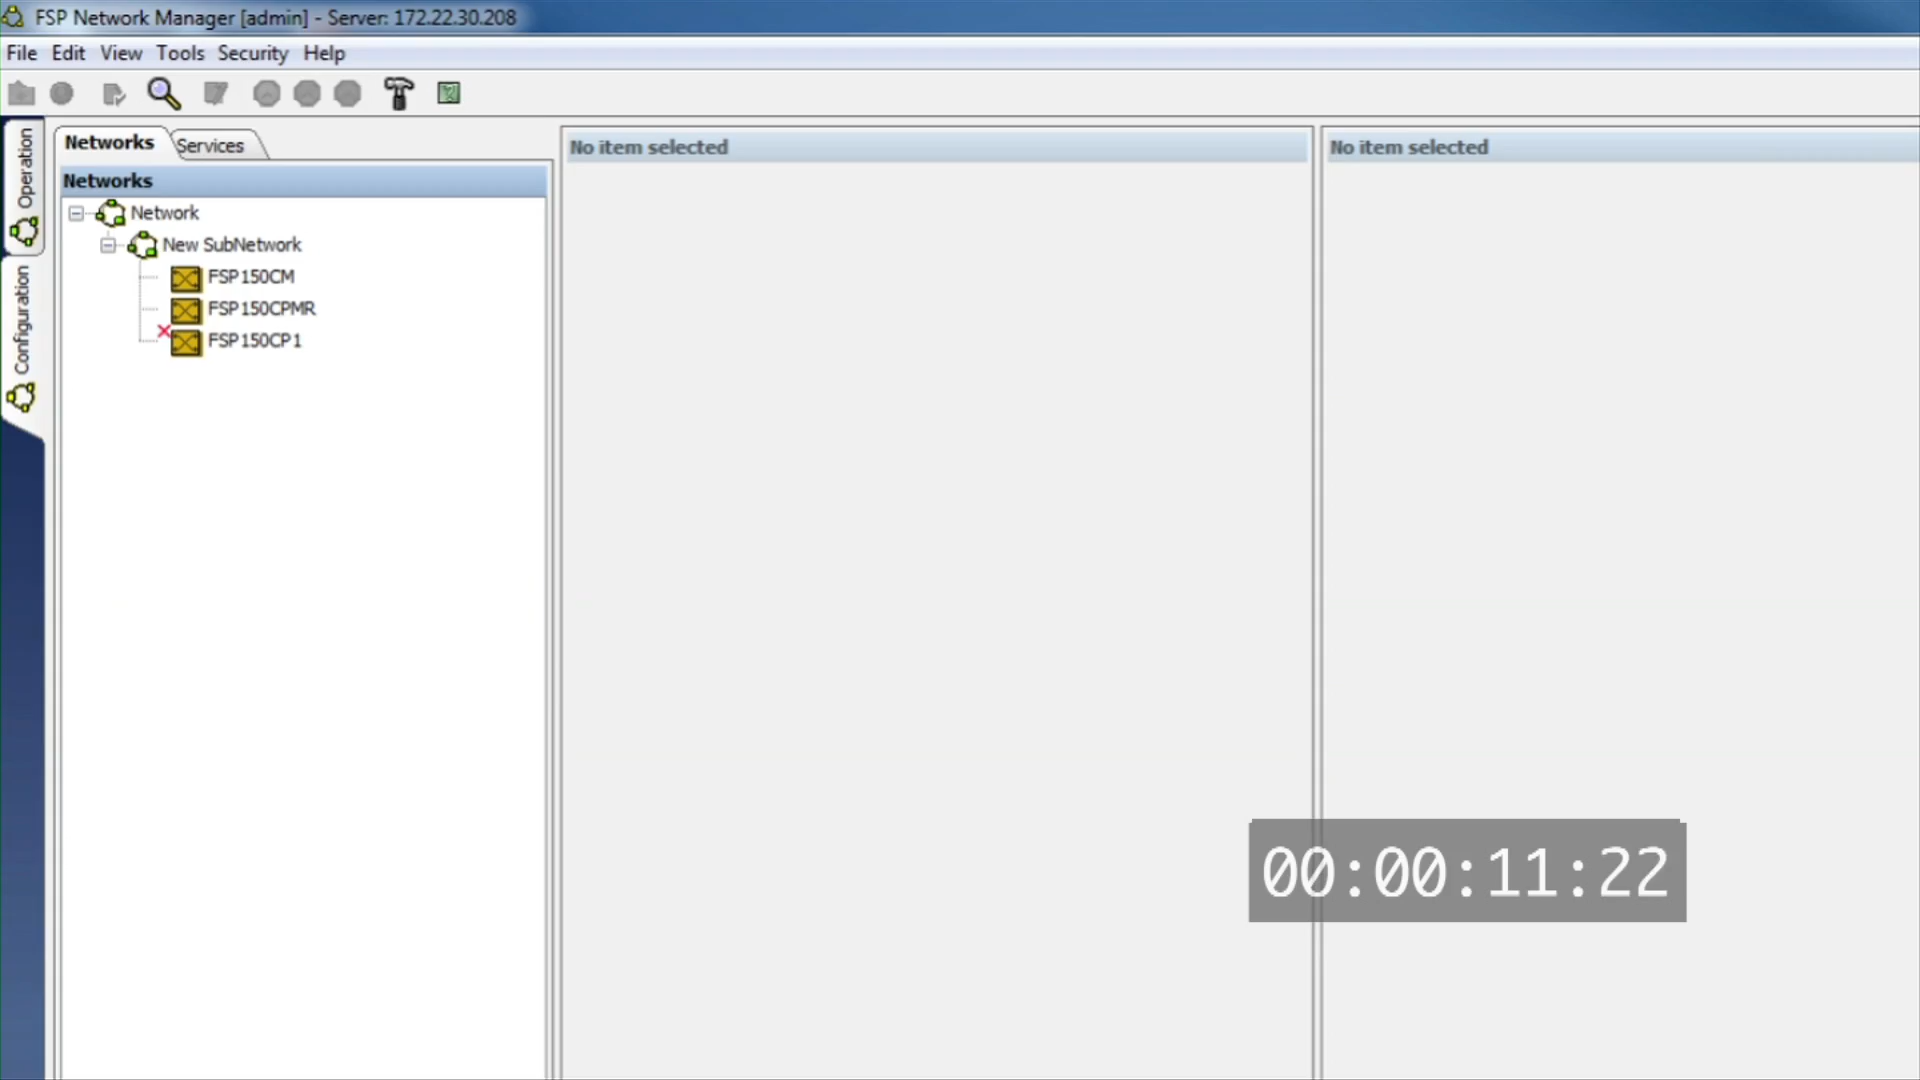 FSP Network Manager [admin] - Server: 172.22.30.208
File Edit View Tools Security Help
Operation
Configuration
Networks Services
Networks
Network
New SubNetwork
FSP150CM
FSP150CPMR
FSP150CP1
No item selected
No item selected
00:00:11:22